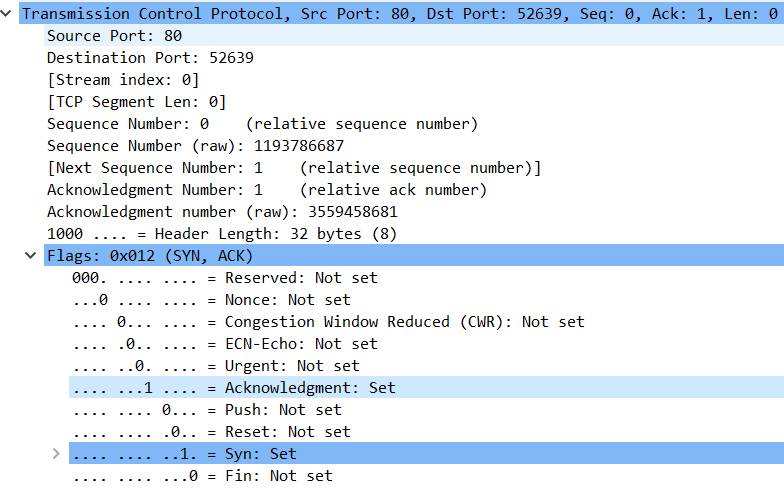 Transmission Control Protocol, Src Port: 80, Dst Port: 52639, Seq: 0, Ack: 1, Len: 0
Source Port: 80
Destination Port: 52639
[Stream index: 0]
[TCP Segment Len: 0]
Sequence Number: 0    (relative sequence number)
Sequence Number (raw): 1193786687
[Next Sequence Number: 1    (relative sequence number)]
Acknowledgment Number: 1    (relative ack number)
Acknowledgment number (raw): 3559458681
1000 .... = Header Length: 32 bytes (8)
Flags: 0x012 (SYN, ACK)
000. .... .... = Reserved: Not set
...0 .... .... = Nonce: Not set
.... 0... .... = Congestion Window Reduced (CWR): Not set
.... .0.. .... = ECN-Echo: Not set
.... ..0. .... = Urgent: Not set
.... ...1 .... = Acknowledgment: Set
.... .... 0... = Push: Not set
.... .... .0.. = Reset: Not set
.... .... ..1. = Syn: Set
.... .... ...0 = Fin: Not set